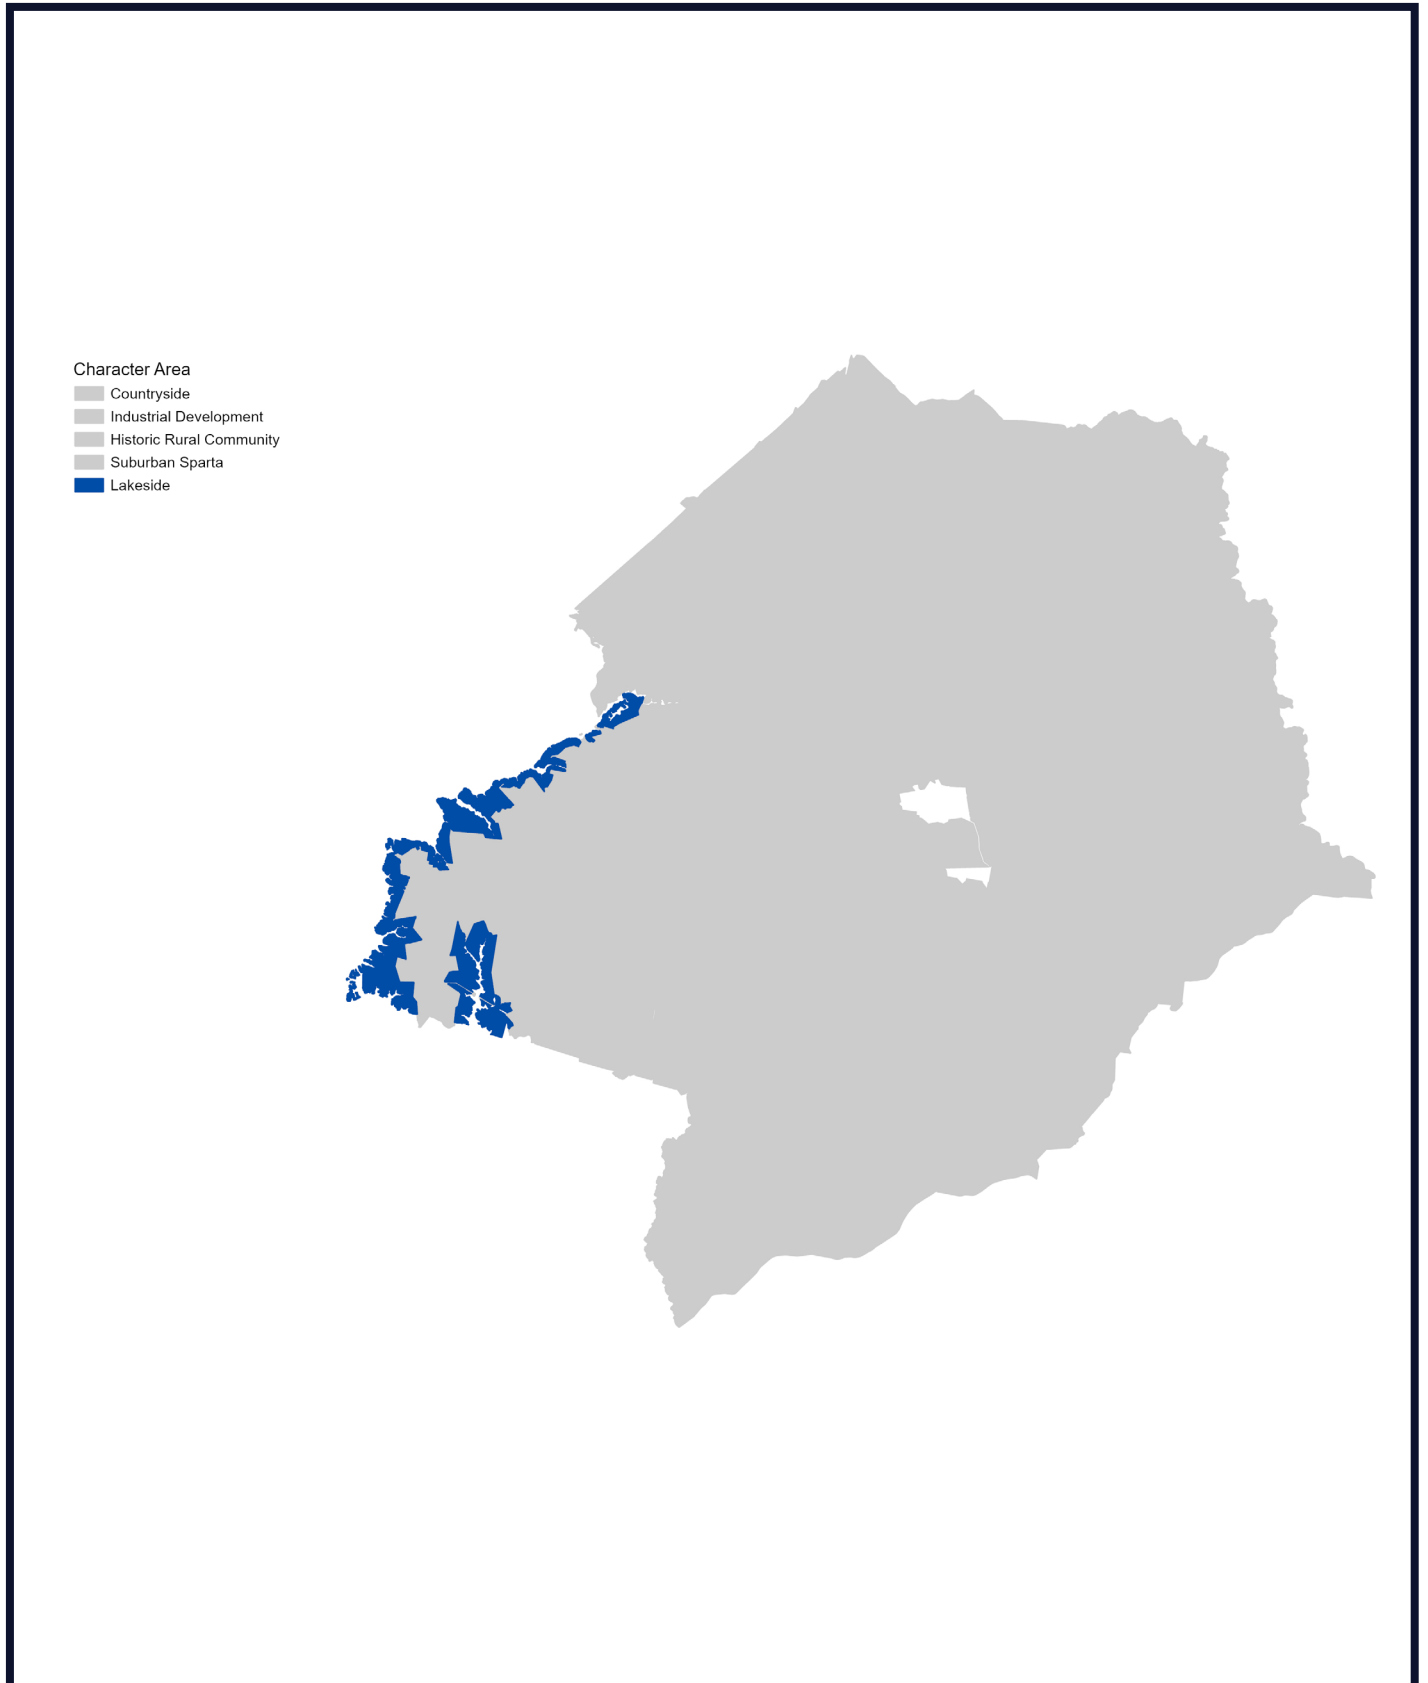 Character Area
Countryside
Industrial Development
Historic Rural Community
Suburban Sparta
Lakeside